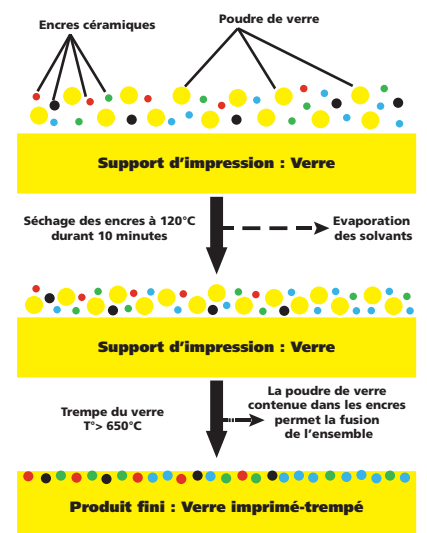 Encres céramiques
Poudre de verre
Support d’impression : Verre
Séchage des encres à 120°C
durant 10 minutes
Evaporation
des solvants
Support d’impression : Verre
Trempe du verre
T°> 650°C
La poudre de verre
contenue dans les encres
permet la fusion
de l’ensemble
Produit fini : Verre imprimé-trempé